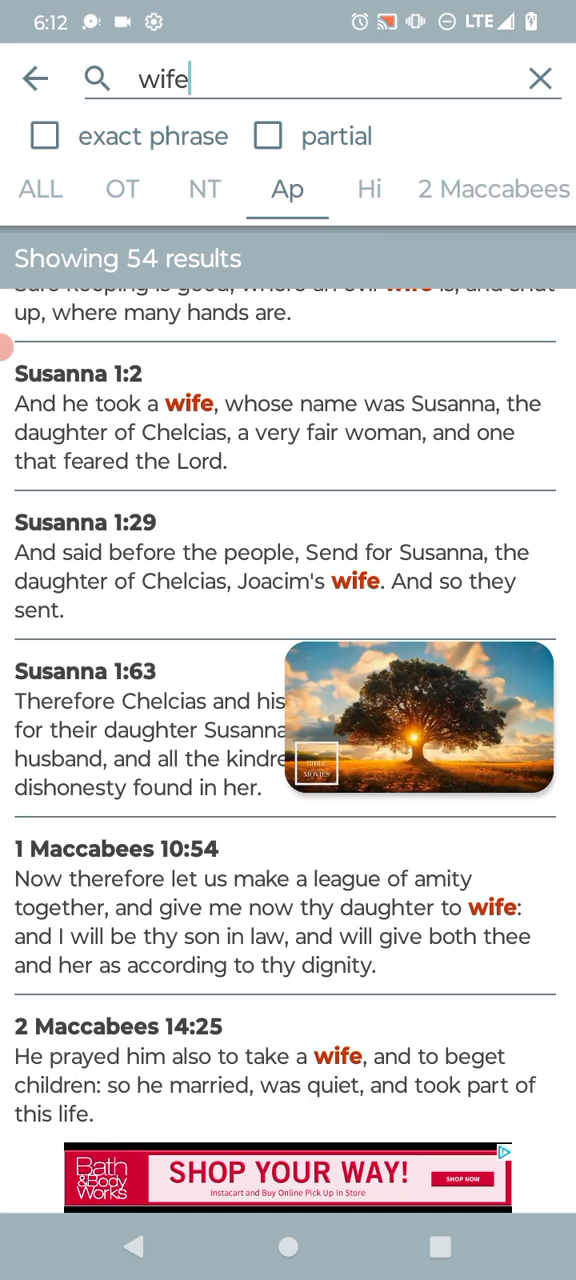 6:12
LTE
wife
exact phrase
partial
ALL
OT
NT
Ap
Hi
2 Maccabees
Showing 54 results
up, where many hands are.
Susanna 1:2
And he took a wife, whose name was Susanna, the
daughter of Chelcias, a very fair woman, and one
that feared the Lord.
Susanna 1:29
And said before the people, Send for Susanna, the
daughter of Chelcias, Joacim's wife. And so they
sent.
Susanna 1:63
Therefore Chelcias and his
for their daughter Susanna
husband, and all the kindre
dishonesty found in her.
BIBLE
MOVIES
1 Maccabees 10:54
Now therefore let us make a league of amity
together, and give me now thy daughter to wife:
and I will be thy son in law, and will give both thee
and her as according to thy dignity.
2 Maccabees 14:25
He prayed him also to take a wife, and to beget
children: so he married, was quiet, and took part of
this life.
Bath
&Body
Works
SHOP YOUR WAY!
Instacart and Buy Online Pick Up In Store
SHOP NOW